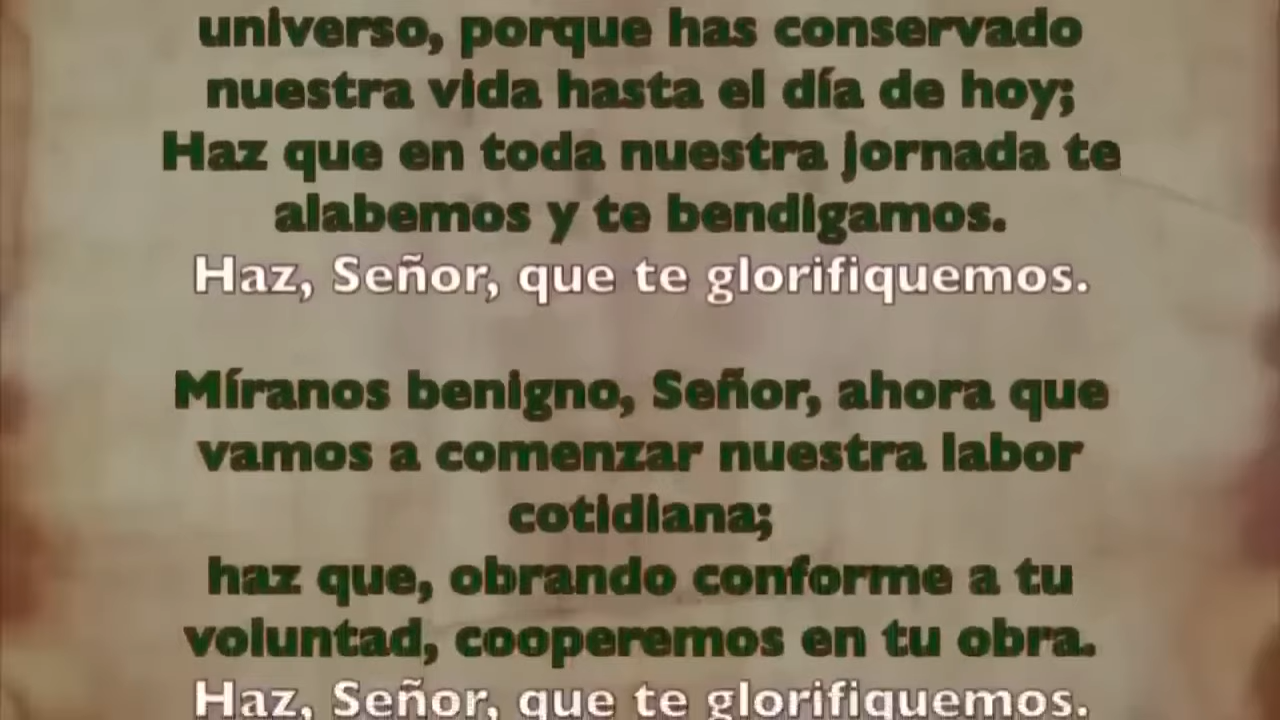 universo, porque has conservado
nuestra vida hasta el día de hoy;
Haz que en toda nuestra jornada te
alabemos y te bendigamos.
Haz, Señor, que te glorifiquemos.
Míranos benigno, Señor, ahora que
vamos a comenzar nuestra labor
cotidiana;
haz que, obrando conforme a tu
voluntad, cooperemos en tu obra.
Haz, Señor, que te glorifiquemos.